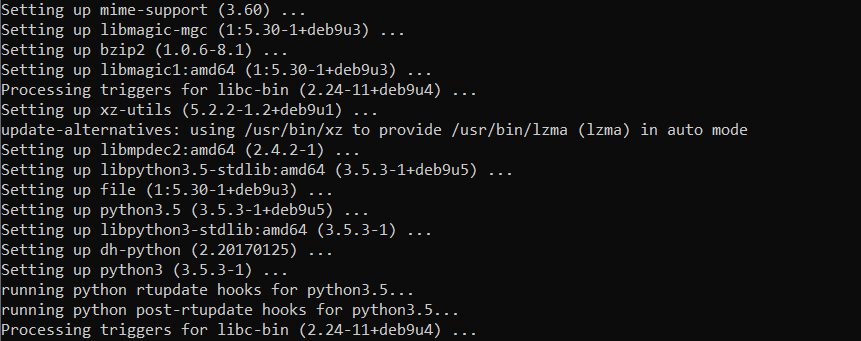 Setting up mime-support (3.60) ...
Setting up libmagic-mgc (1:5.30-1+deb9u3) ...
Setting up bzip2 (1.0.6-8.1) ...
Setting up libmagic1:amd64 (1:5.30-1+deb9u3) ...
Processing triggers for libc-bin (2.24-11+deb9u4) ...
Setting up xz-utils (5.2.2-1.2+deb9u1) ...
update-alternatives: using /usr/bin/xz to provide /usr/bin/lzma (lzma) in auto mode
Setting up libmpdec2:amd64 (2.4.2-1) ...
Setting up libpython3.5-stdlib:amd64 (3.5.3-1+deb9u5) ...
Setting up file (1:5.30-1+deb9u3) ...
Setting up python3.5 (3.5.3-1+deb9u5) ...
Setting up libpython3-stdlib:amd64 (3.5.3-1) ...
Setting up dh-python (2.20170125) ...
Setting up python3 (3.5.3-1) ...
running python rtupdate hooks for python3.5...
running python post-rtupdate hooks for python3.5...
Processing triggers for libc-bin (2.24-11+deb9u4) ...